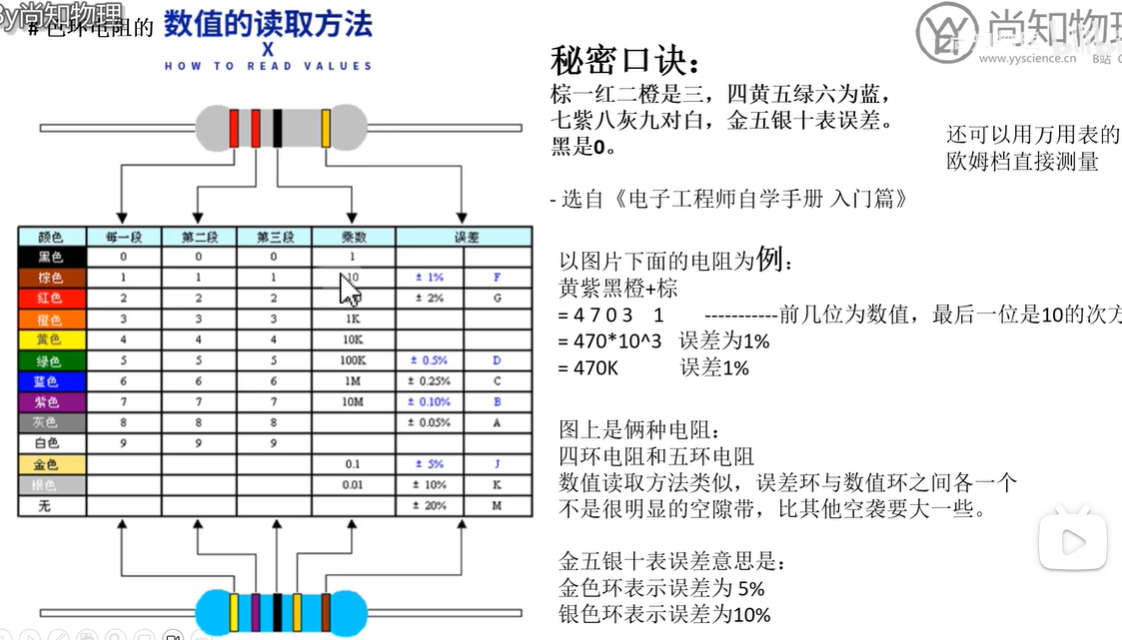 By尚知物理
# 色环电阻的
数值的读取方法
X
HOW TO READ VALUES
尚知物理
www.yyscience.cn B站
秘密口诀：
棕一红二橙是三，四黄五绿六为蓝，
七紫八灰九对白，金五银十表误差。
黑是0。
还可以用万用表的
欧姆档直接测量
- 选自《电子工程师自学手册 入门篇》
颜色 每一段 第二段 第三段 乘数 误差
黑色 0 0 0 1
棕色 1 1 1 10 ± 1% F
红色 2 2 2 ± 2% G
橙色 3 3 3 1K
黄色 4 4 4 10K
绿色 5 5 5 100K ± 0.5% D
蓝色 6 6 6 1M ± 0.25% C
紫色 7 7 7 10M ± 0.10% B
灰色 8 8 8 ± 0.05% A
白色 9 9 9
金色 0.1 ± 5% J
银色 0.01 ± 10% K
无 ± 20% M
以图片下面的电阻为例：
黄紫黑橙+棕
= 4 7 0 3 1 -----------前几位为数值，最后一位是10的次方
= 470*10^3 误差为1%
= 470K 误差1%
图上是俩种电阻：
四环电阻和五环电阻
数值读取方法类似，误差环与数值环之间各一个
不是很明显的空隙带，比其他空袭要大一些。
金五银十表误差意思是：
金色环表示误差为 5%
银色环表示误差为10%